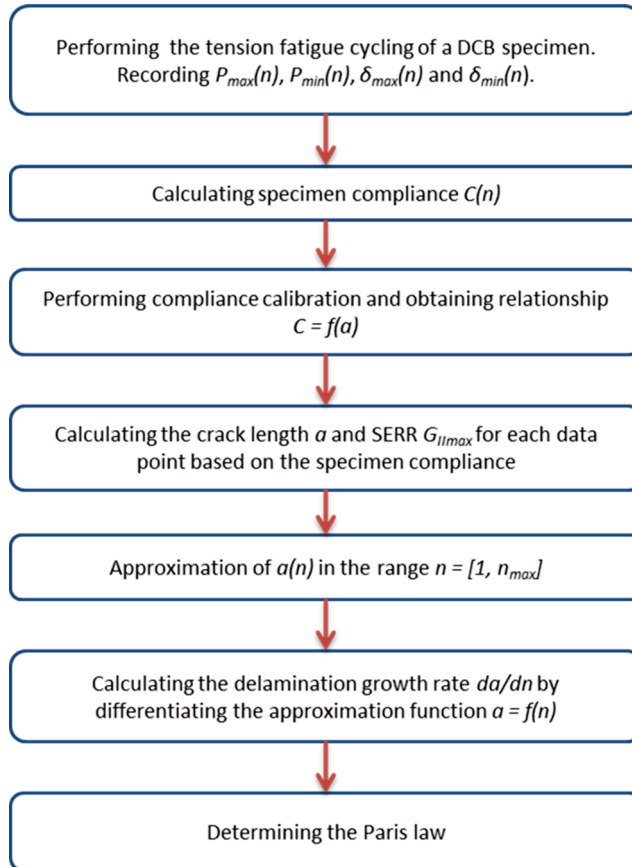 Performing the tension fatigue cycling of a DCB specimen.
Recording Pmax(n), Pmin(n), δmax(n) and δmin(n).
Calculating specimen compliance C(n)
Performing compliance calibration and obtaining relationship
C = f(a)
Calculating the crack length a and SERR GIImax for each data
point based on the specimen compliance
Approximation of a(n) in the range n = [1, nmax]
Calculating the delamination growth rate da/dn by
differentiating the approximation function a = f(n)
Determining the Paris law